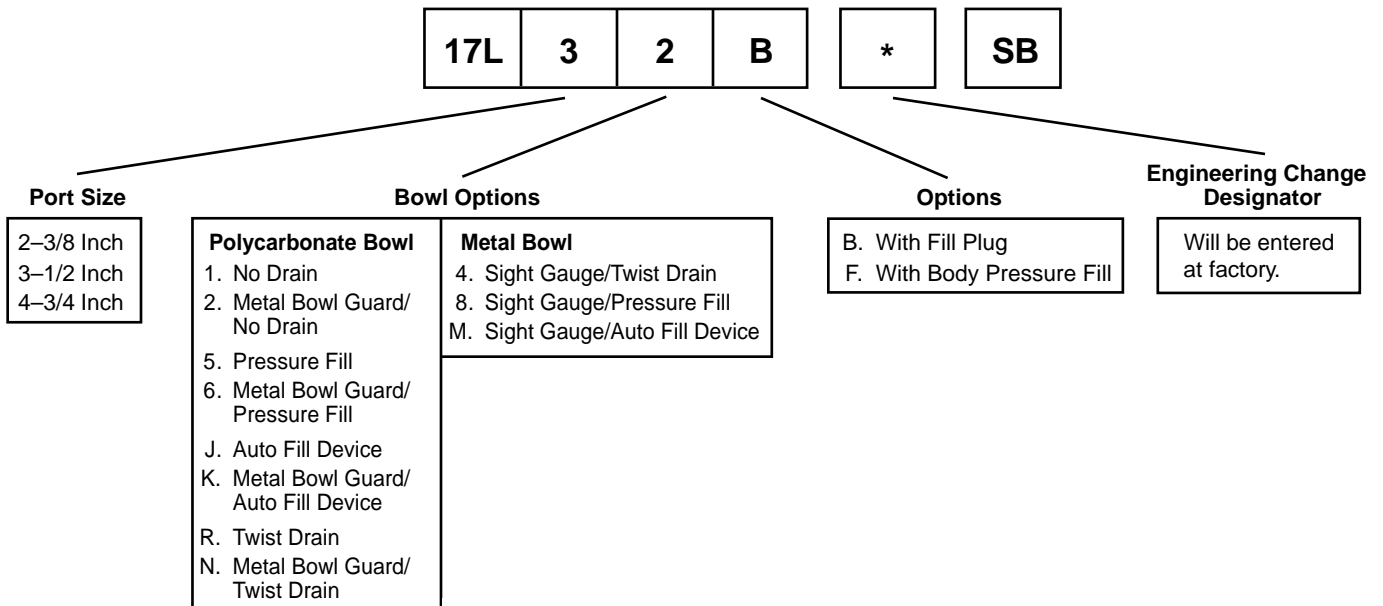 17L 3 2 B * SB
Port Size
2–3/8 Inch
3–1/2 Inch
4–3/4 Inch
Bowl Options
Polycarbonate Bowl
1. No Drain
2. Metal Bowl Guard/
No Drain
5. Pressure Fill
6. Metal Bowl Guard/
Pressure Fill
J. Auto Fill Device
K. Metal Bowl Guard/
Auto Fill Device
R. Twist Drain
N. Metal Bowl Guard/
Twist Drain
Metal Bowl
4. Sight Gauge/Twist Drain
8. Sight Gauge/Pressure Fill
M. Sight Gauge/Auto Fill Device
Options
B. With Fill Plug
F. With Body Pressure Fill
Engineering Change
Designator
Will be entered
at factory.